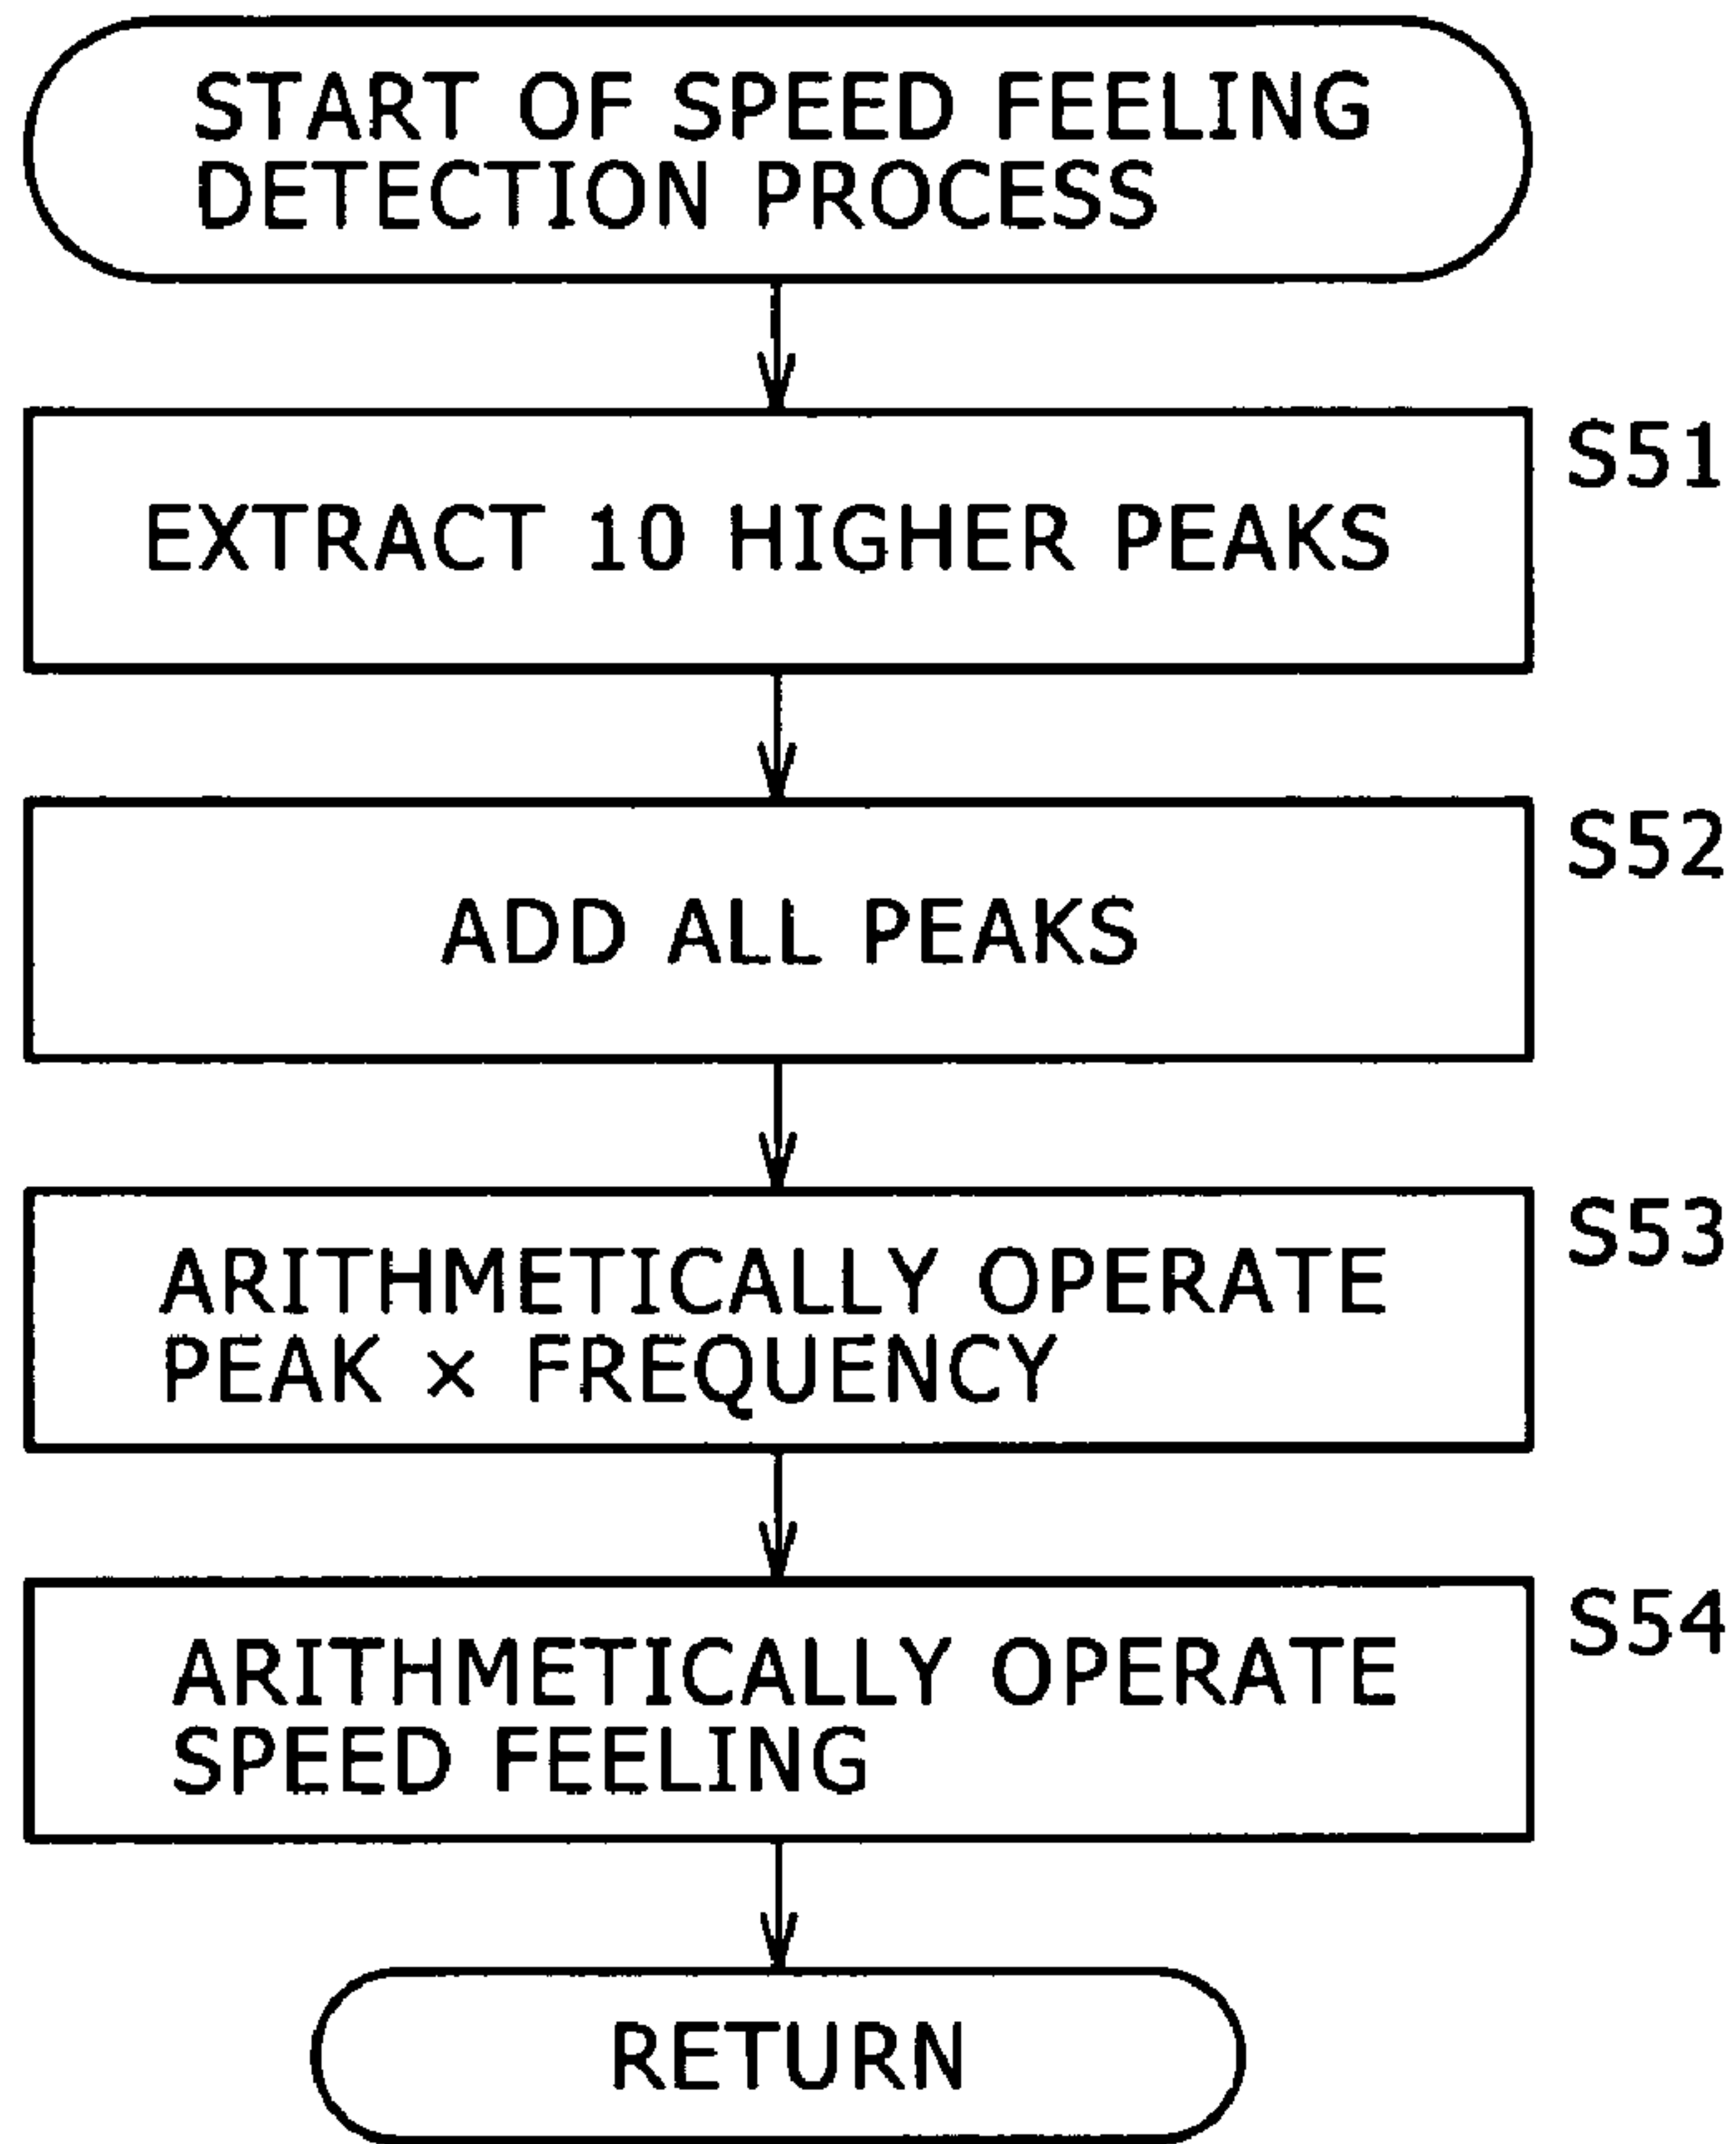 START OF SPEED FEELING
DETECTION PROCESS
S51
EXTRACT 10 HIGHER PEAKS
S52
ADD ALL PEAKS
S53
ARITHMETICALLY OPERATE
PEAK × FREQUENCY
S54
ARITHMETICALLY OPERATE
SPEED FEELING
RETURN